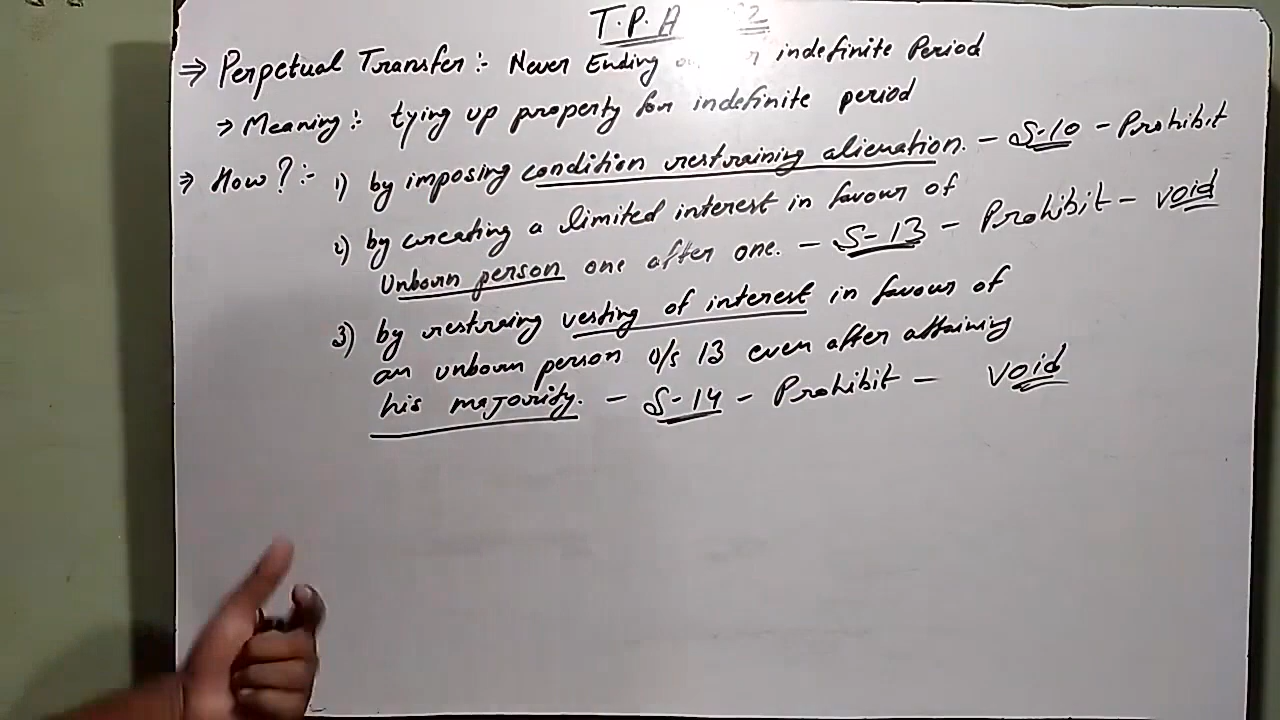 T.P.A
⇒ Perpetual Transfer:- Never Ending indefinite Period
→ Meaning:- tying up property for indefinite period
⇒ How?:- 1) by imposing condition restraining alienation. - S-10 - Prohibit
2) by creating a limited interest in favour of
Unborn person one after one. - S-13 - Prohibit - void
3) by restraing vesting of interest in favour of
an unborn person u/s 13 even after attaining
his majority. - S-14 - Prohibit - void